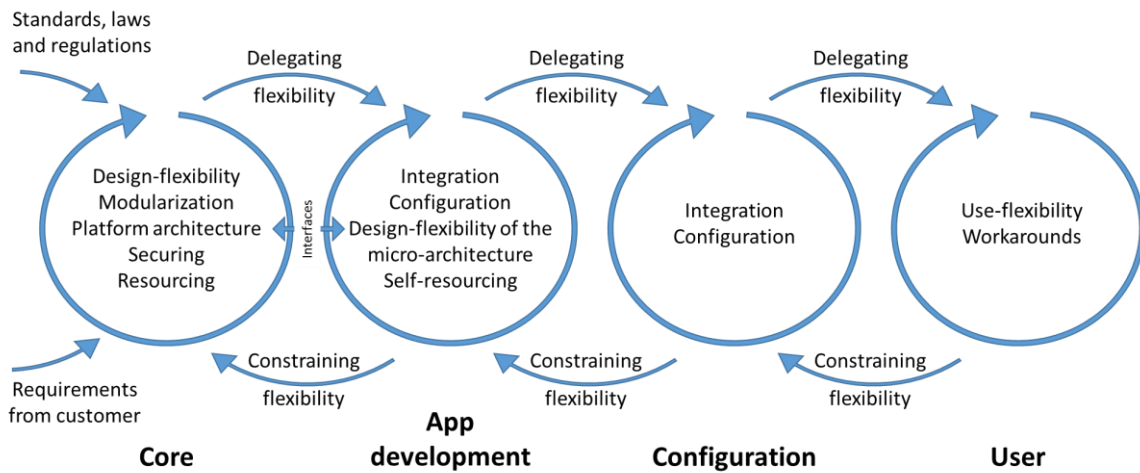 Standards, laws
and regulations
Delegating
flexibility
Delegating
flexibility
Delegating
flexibility
Design-flexibility
Modularization
Platform architecture
Securing
Resourcing
Interfaces
Integration
Configuration
Design-flexibility of the
micro-architecture
Self-resourcing
Integration
Configuration
Use-flexibility
Workarounds
Requirements
from customer
Constraining
flexibility
Constraining
flexibility
Constraining
flexibility
Core
App
development
Configuration
User